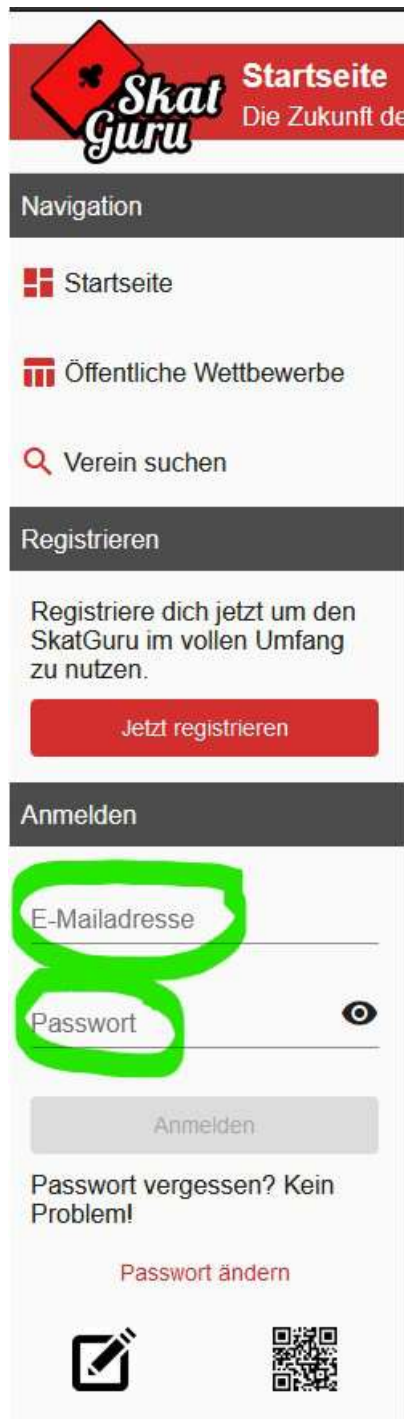 Skat
Guru
Startseite
Die Zukunft de
Navigation
Startseite
Öffentliche Wettbewerbe
Verein suchen
Registrieren
Registriere dich jetzt um den
SkatGuru im vollen Umfang
zu nutzen.
Jetzt registrieren
Anmelden
E-Mailadresse
Passwort
Anmelden
Passwort vergessen? Kein
Problem!
Passwort ändern